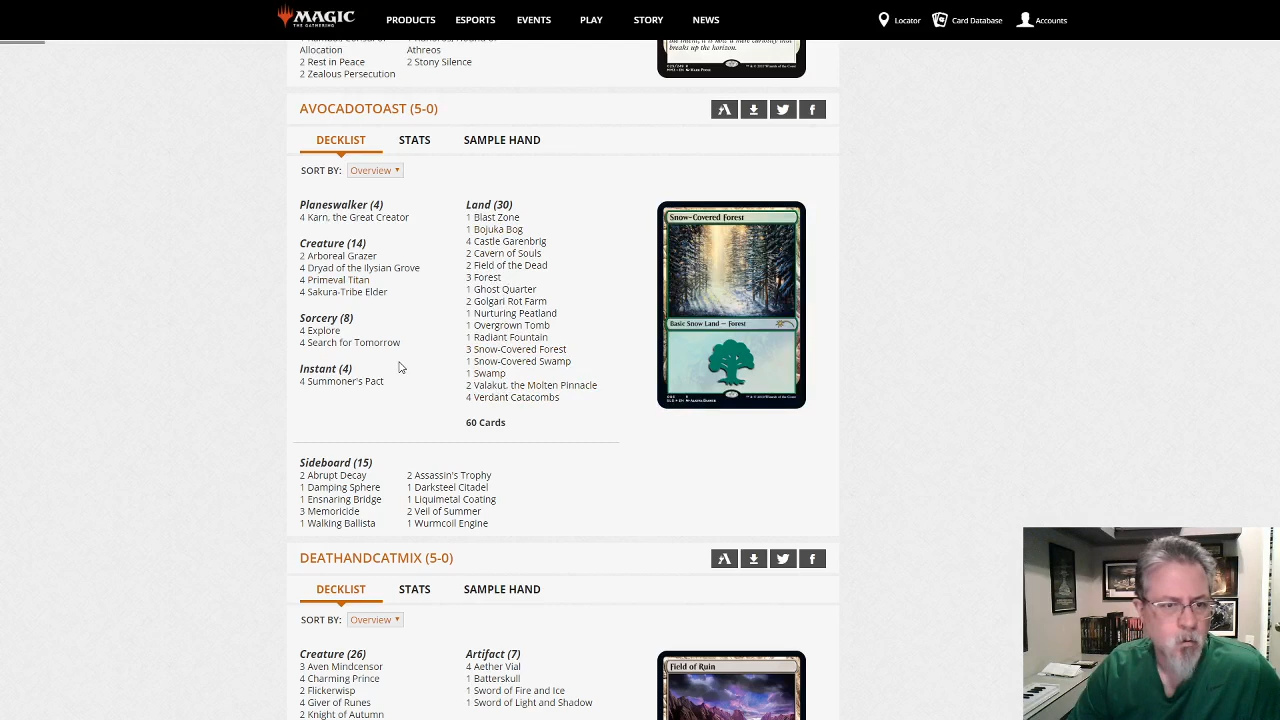 MAGIC
THE GATHERING
PRODUCTS
ESPORTS
EVENTS
PLAY
STORY
NEWS
Locator
Card Database
Accounts
Allocation
2 Rest in Peace
2 Zealous Persecution
Athreos
2 Stony Silence
breaks up the horizon.
AVOCADOTOAST (5-0)
DECKLIST
STATS
SAMPLE HAND
SORT BY: Overview
Planeswalker (4)
4 Karn, the Great Creator
Creature (14)
2 Arboreal Grazer
4 Dryad of the Ilysian Grove
4 Primeval Titan
4 Sakura-Tribe Elder
Sorcery (8)
4 Explore
4 Search for Tomorrow
Instant (4)
4 Summoner's Pact
Land (30)
1 Blast Zone
1 Bojuka Bog
4 Castle Garenbrig
2 Cavern of Souls
2 Field of the Dead
3 Forest
1 Ghost Quarter
2 Golgari Rot Farm
1 Nurturing Peatland
1 Overgrown Tomb
1 Radiant Fountain
3 Snow-Covered Forest
1 Snow-Covered Swamp
1 Swamp
2 Valakut, the Molten Pinnacle
4 Verdant Catacombs
60 Cards
Snow-Covered Forest
Basic Snow Land — Forest
Sideboard (15)
2 Abrupt Decay
1 Damping Sphere
1 Ensnaring Bridge
3 Memoricide
1 Walking Ballista
2 Assassin's Trophy
1 Darksteel Citadel
1 Liquimetal Coating
2 Veil of Summer
1 Wurmcoil Engine
DEATHANDCATMIX (5-0)
DECKLIST
STATS
SAMPLE HAND
SORT BY: Overview
Creature (26)
3 Aven Mindcensor
4 Charming Prince
2 Flickerwisp
4 Giver of Runes
2 Knight of Autumn
Artifact (7)
4 Aether Vial
1 Batterskull
1 Sword of Fire and Ice
1 Sword of Light and Shadow
Field of Ruin